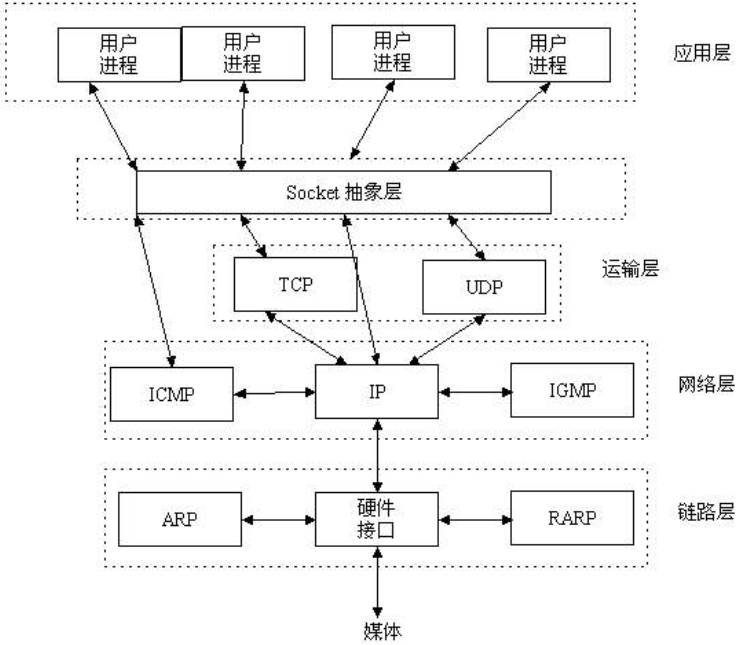 用户
进程
用户
进程
用户
进程
用户
进程
应用层
Socket 抽象层
TCP
UDP
运输层
ICMP
IP
IGMP
网络层
ARP
硬件
接口
RARP
链路层
媒体